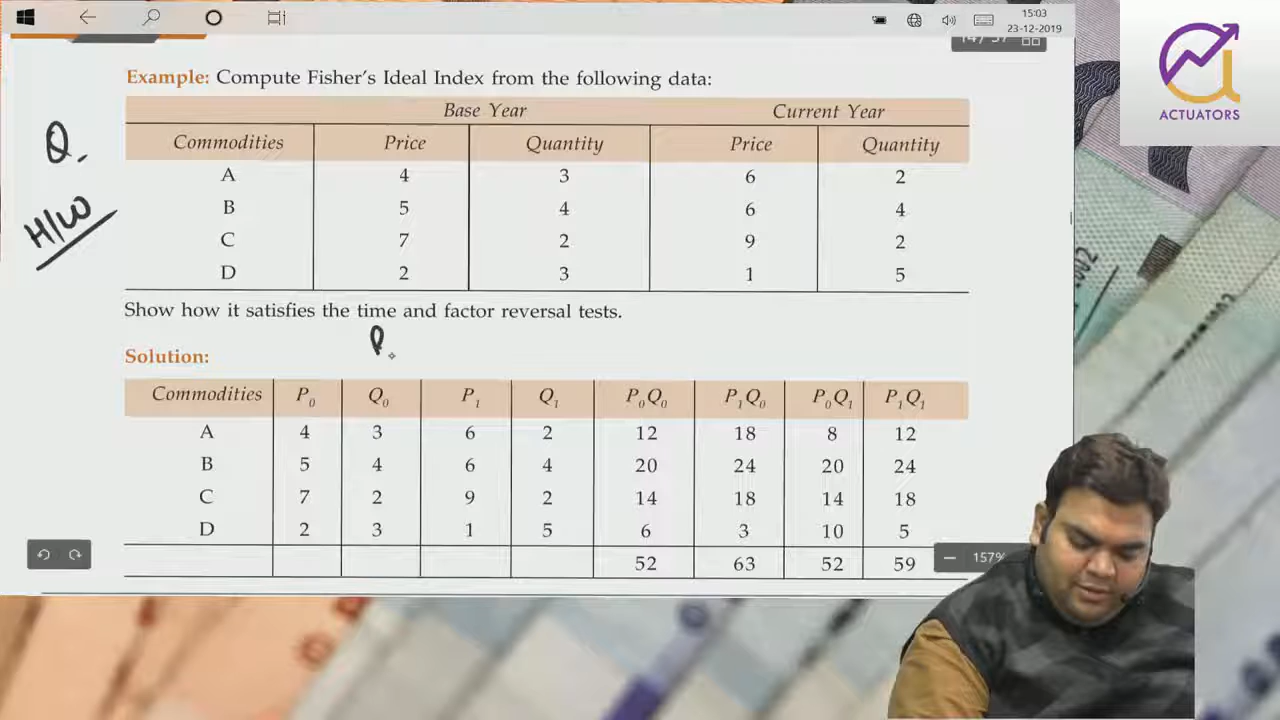 15:03
23-12-2019
ACTUATORS
Example: Compute Fisher's Ideal Index from the following data:
Base Year Current Year
Commodities Price Quantity Price Quantity
A 4 3 6 2
B 5 4 6 4
C 7 2 9 2
D 2 3 1 5
Q.
H/W
Show how it satisfies the time and factor reversal tests.
P
Solution:
Commodities P0 Q0 P1 Q1 P0Q0 P1Q0 P0Q1 P1Q1
A 4 3 6 2 12 18 8 12
B 5 4 6 4 20 24 20 24
C 7 2 9 2 14 18 14 18
D 2 3 1 5 6 3 10 5
52 63 52 59
157%